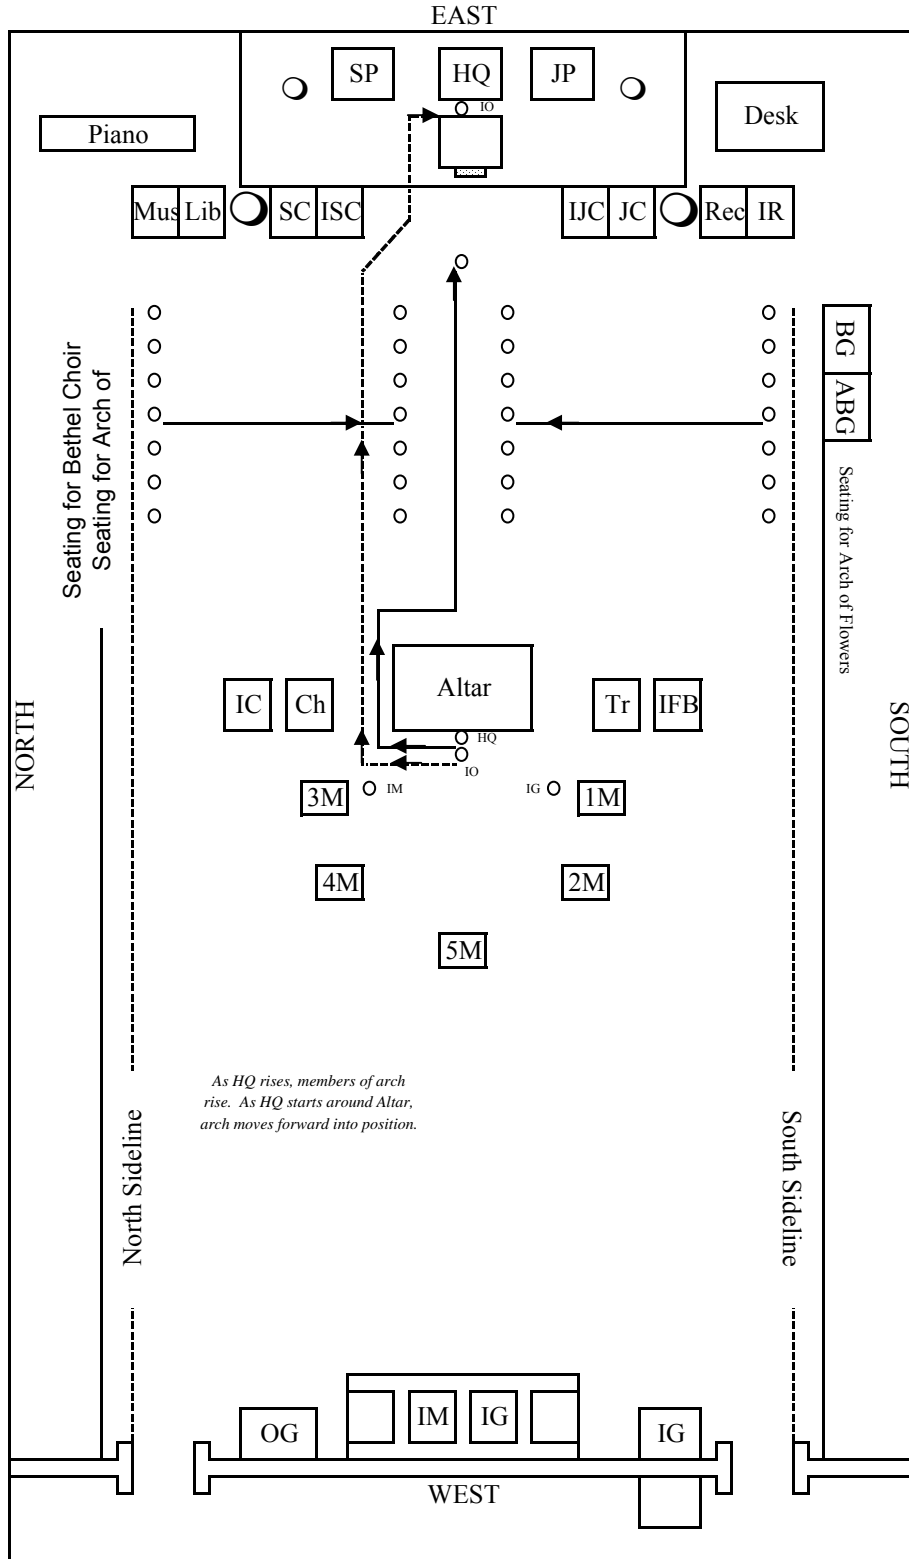 EAST
SP
HQ
JP
IO
Piano
Desk
Mus
Lib
SC
ISC
IJC
JC
Rec
IR
BG
ABG
Seating for Bethel Choir
Seating for Arch of
Seating for Arch of Flowers
NORTH
SOUTH
IC
Ch
Altar
Tr
IFB
HQ
IO
3M
IM
IG
1M
4M
2M
5M
As HQ rises, members of arch
rise. As HQ starts around Altar,
arch moves forward into position.
North Sideline
South Sideline
OG
IM
IG
IG
WEST